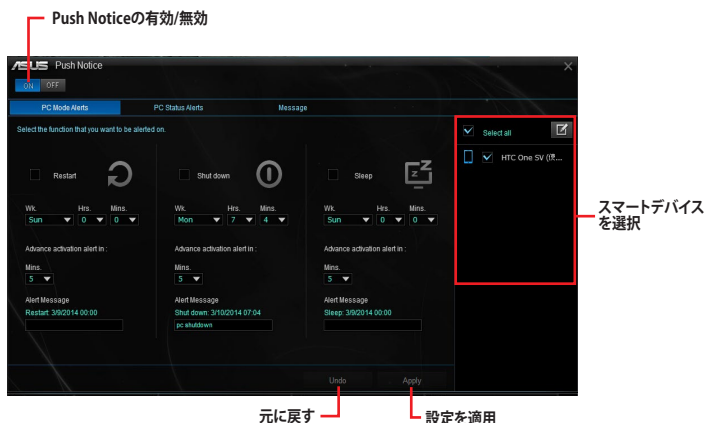 Push Noticeの有効/無効
ASUS Push Notice
ON OFF
PC Mode Alerts PC Status Alerts Message
Select the function that you want to be alerted on.
Select all
HTC One SV (復...
Restart Shut down Sleep
Wk. Hrs. Mins. Wk. Hrs. Mins. Wk. Hrs. Mins.
Sun 0 0 Mon 7 4 Sun 0 0
Advance activation alert in : Advance activation alert in : Advance activation alert in :
Mins. Mins. Mins.
5 5 5
Alert Message Alert Message Alert Message
Restart: 3/9/2014 00:00 Shut down: 3/10/2014 07:04 Sleep: 3/9/2014 00:00
pc shutdown
スマートデバイス
を選択
Undo Apply
元に戻す 設定を適用